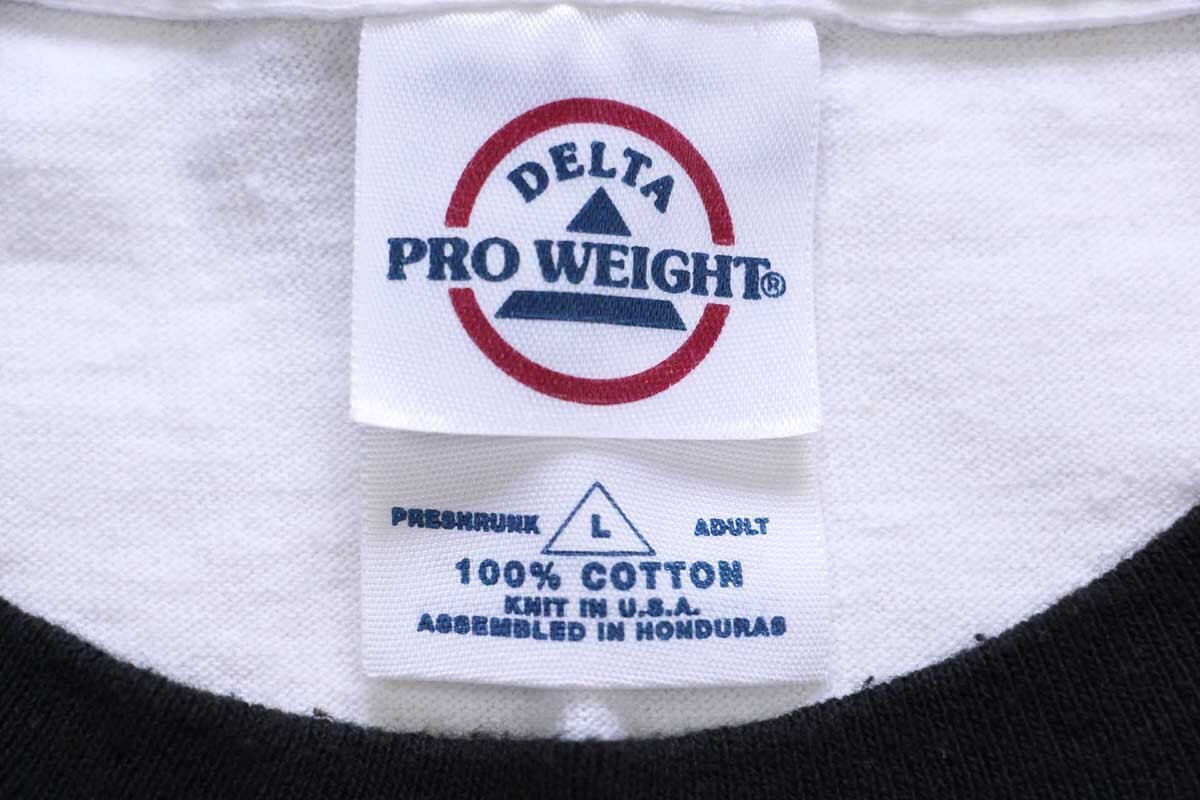 DELTA
PRO WEIGHT®
PRESHRUNK L ADULT
100% COTTON
KNIT IN U.S.A.
ASSEMBLED IN HONDURAS